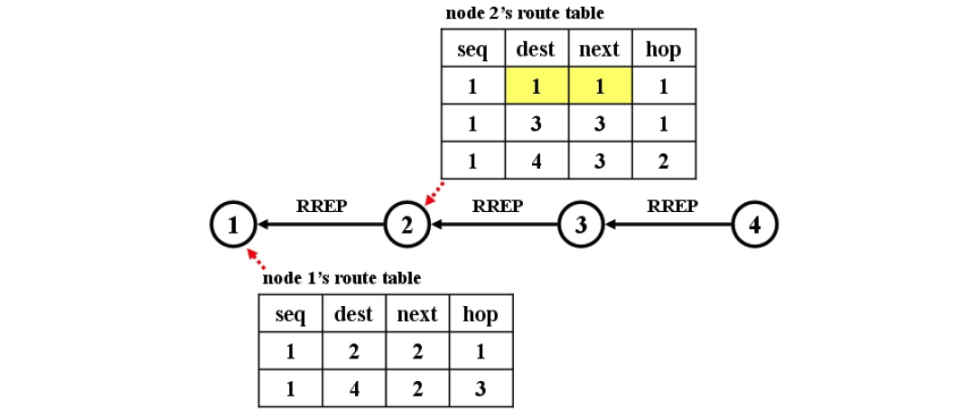 node 2's route table
seq dest next hop
1 1 1 1
1 3 3 1
1 4 3 2
RREP RREP RREP
1 2 3 4
node 1's route table
seq dest next hop
1 2 2 1
1 4 2 3